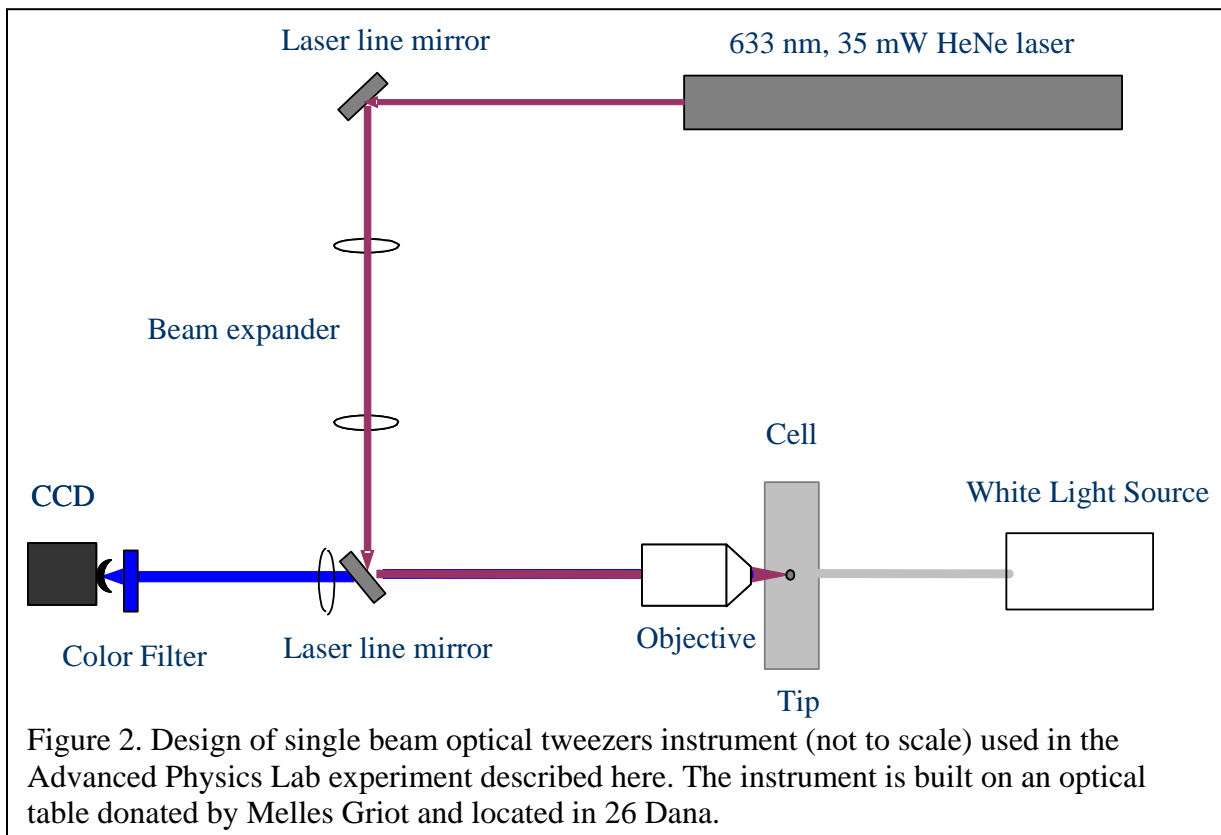 Laser line mirror
633 nm, 35 mW HeNe laser
Beam expander
Cell
CCD
White Light Source
Color Filter
Laser line mirror
Objective
Tip
Figure 2. Design of single beam optical tweezers instrument (not to scale) used in the
Advanced Physics Lab experiment described here. The instrument is built on an optical
table donated by Melles Griot and located in 26 Dana.